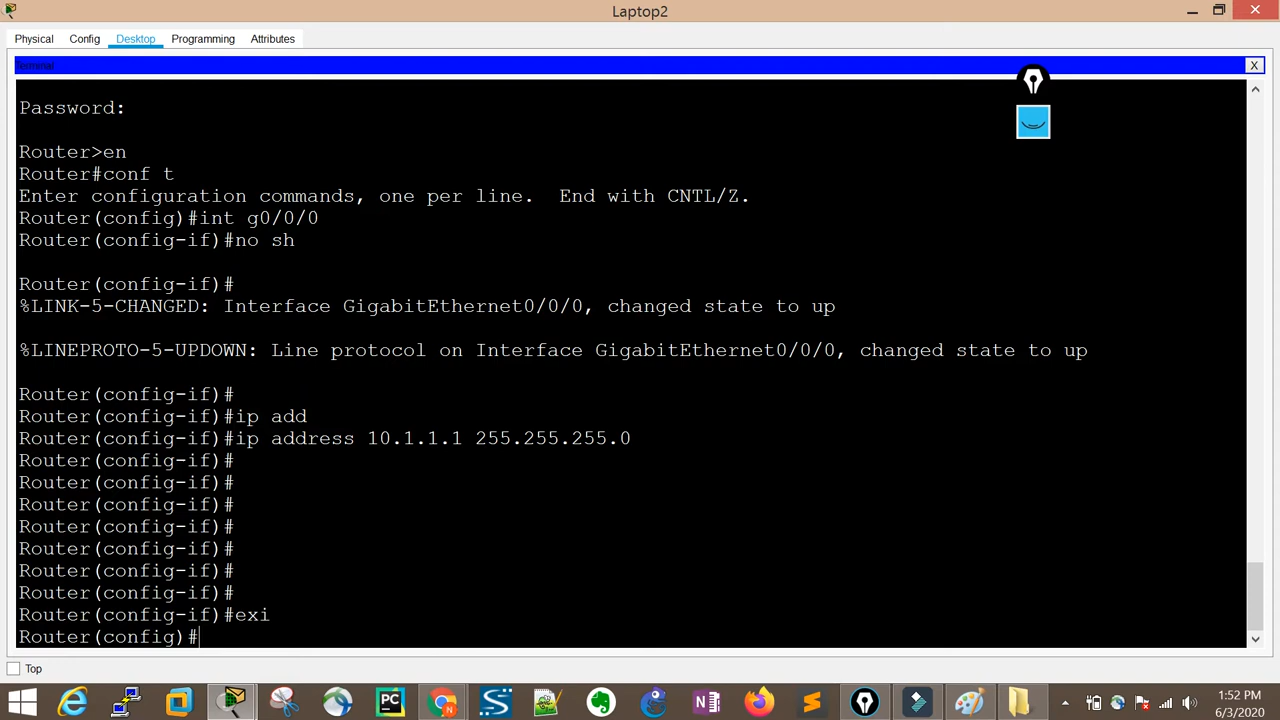 Laptop2
Physical Config Desktop Programming Attributes
Terminal
X
Password:
Router>en
Router#conf t
Enter configuration commands, one per line.  End with CNTL/Z.
Router(config)#int g0/0/0
Router(config-if)#no sh
Router(config-if)#
%LINK-5-CHANGED: Interface GigabitEthernet0/0/0, changed state to up
%LINEPROTO-5-UPDOWN: Line protocol on Interface GigabitEthernet0/0/0, changed state to up
Router(config-if)#
Router(config-if)#ip add
Router(config-if)#ip address 10.1.1.1 255.255.255.0
Router(config-if)#
Router(config-if)#
Router(config-if)#
Router(config-if)#
Router(config-if)#
Router(config-if)#
Router(config-if)#
Router(config-if)#exi
Router(config)#
Top
PC
N
1:52 PM
6/3/2020